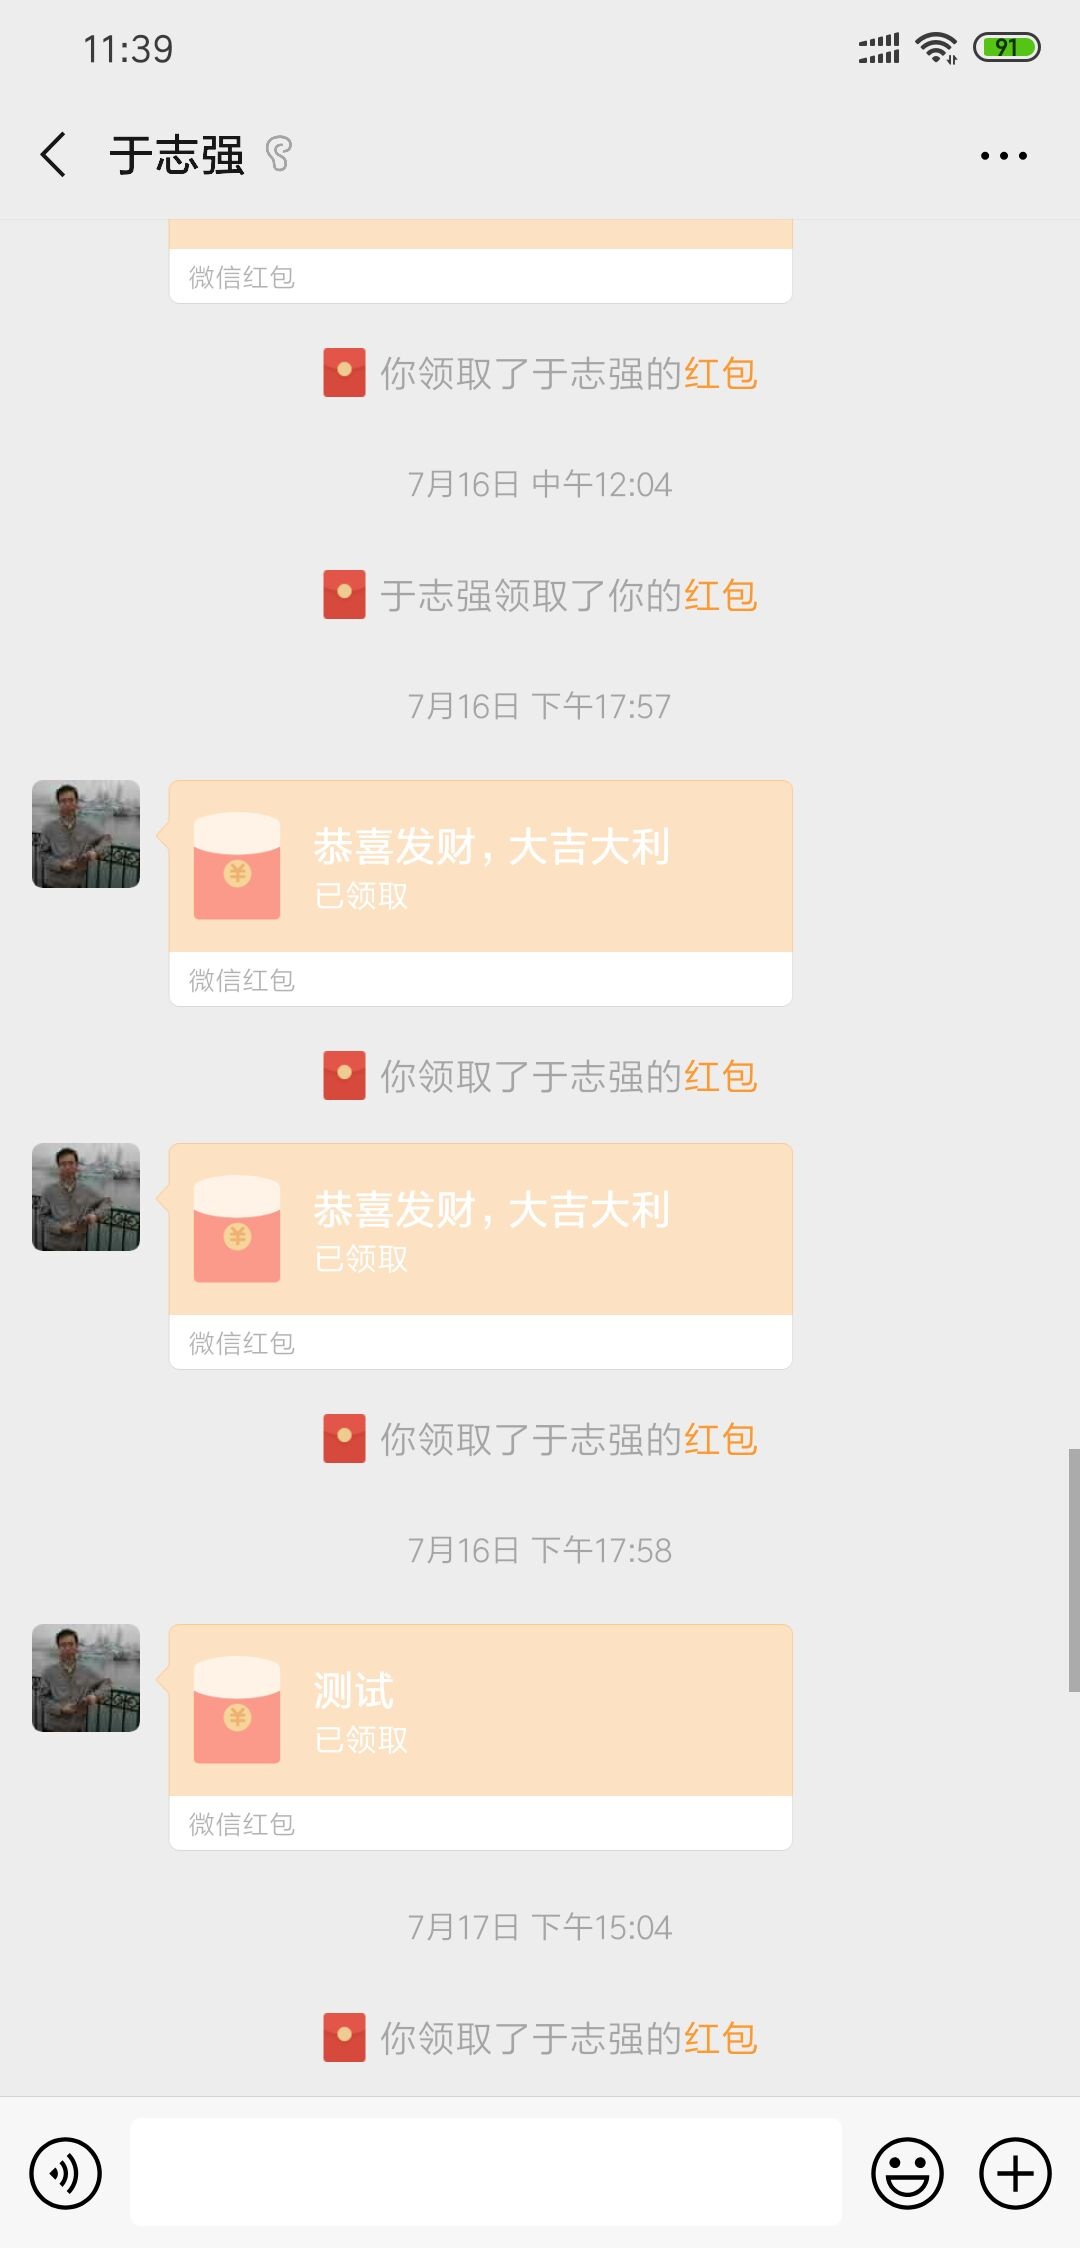 11:39
91
于志强
微信红包
你领取了于志强的红包
7月16日 中午12:04
于志强领取了你的红包
7月16日 下午17:57
恭喜发财，大吉大利
已领取
微信红包
你领取了于志强的红包
恭喜发财，大吉大利
已领取
微信红包
你领取了于志强的红包
7月16日 下午17:58
测试
已领取
微信红包
7月17日 下午15:04
你领取了于志强的红包